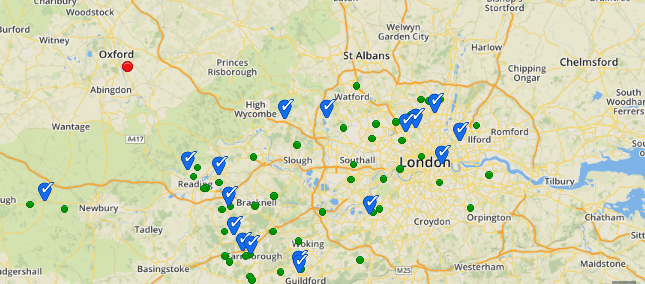 Charlbury
Woodstock
Burford
Witney
Oxford
Abingdon
Wantage
A417
Newbury
Tadley
Basingstoke
Reading
Bracknell
Farnborough
Woking
Guildford
Princes
Risborough
High
Wycombe
Slough
Southall
Watford
St Albans
Welwyn
Garden City
Luton
Bishop's
Stortford
Harlow
Chipping
Ongar
Chelmsford
South
Woodham
Ferrers
Romford
Ilford
London
Tilbury
Croydon
Orpington
Chatham
Westerham
M25
Maidstone